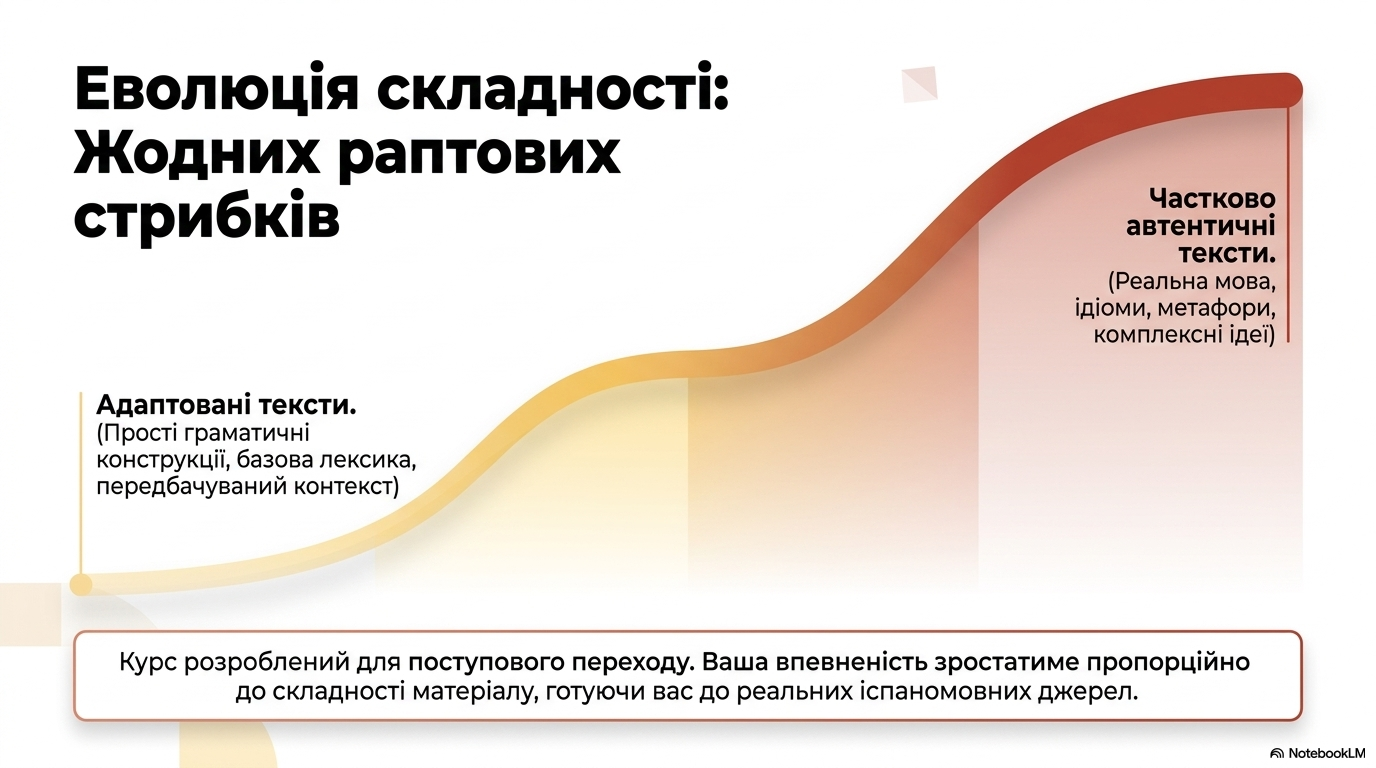 Еволюція складності:
Жодних раптових
стрибків
Адаптовані тексти.
(Прості граматичні
конструкції, базова лексика,
передбачуваний контекст)
Частково
автентичні
тексти.
(Реальна мова,
ідіоми, метафори,
комплексні ідеї)
Курс розроблений для поступового переходу. Ваша впевненість зростатиме пропорційно
до складності матеріалу, готуючи вас до реальних іспаномовних джерел.
NotebookLM